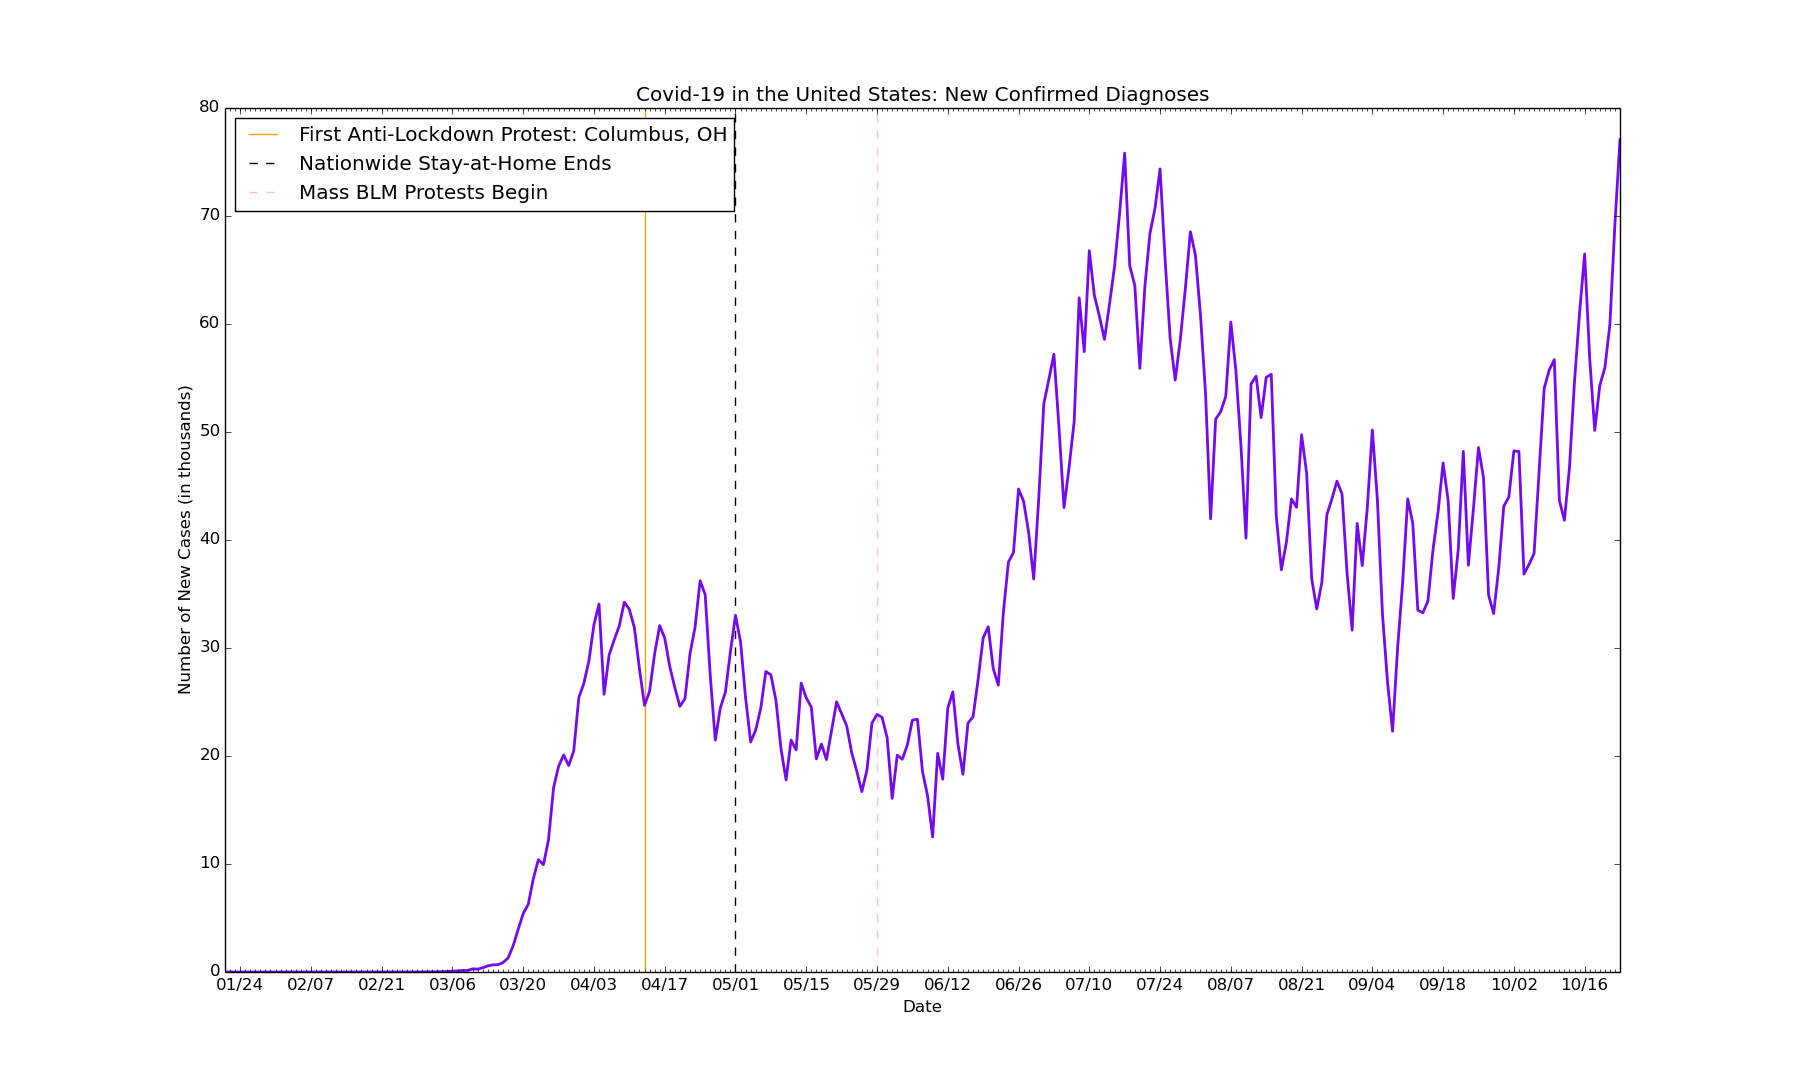 Covid-19 in the United States: New Confirmed Diagnoses
First Anti-Lockdown Protest: Columbus, OH
Nationwide Stay-at-Home Ends
Mass BLM Protests Begin
Number of New Cases (in thousands)
80
70
60
50
40
30
20
10
0
01/24 02/07 02/21 03/06 03/20 04/03 04/17 05/01 05/15 05/29 06/12 06/26 07/10 07/24 08/07 08/21 09/04 09/18 10/02 10/16
Date